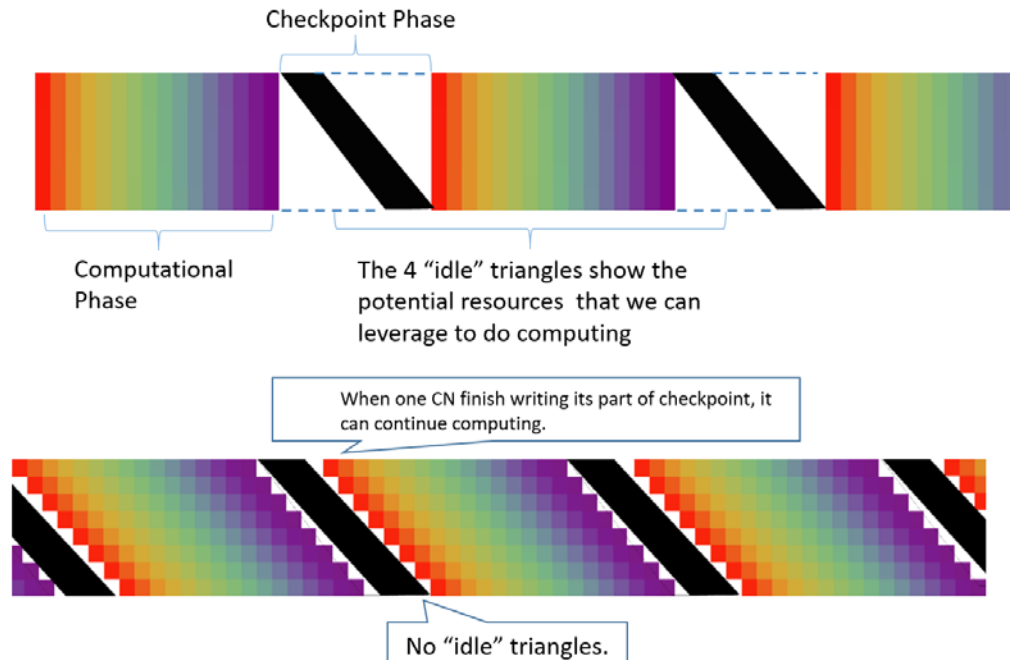 Checkpoint Phase
Computational
Phase
The 4 “idle” triangles show the
potential resources that we can
leverage to do computing
When one CN finish writing its part of checkpoint, it
can continue computing.
No “idle” triangles.